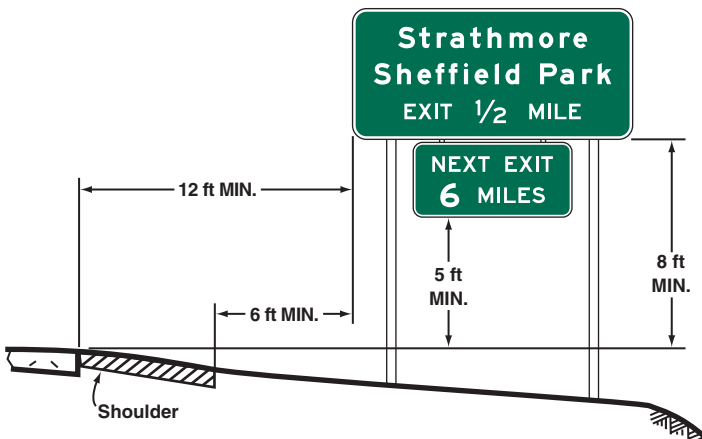 Strathmore
Sheffield Park
EXIT 1/2 MILE
NEXT EXIT
6 MILES
12 ft MIN.
5 ft
MIN.
8 ft
MIN.
6 ft MIN.
Shoulder